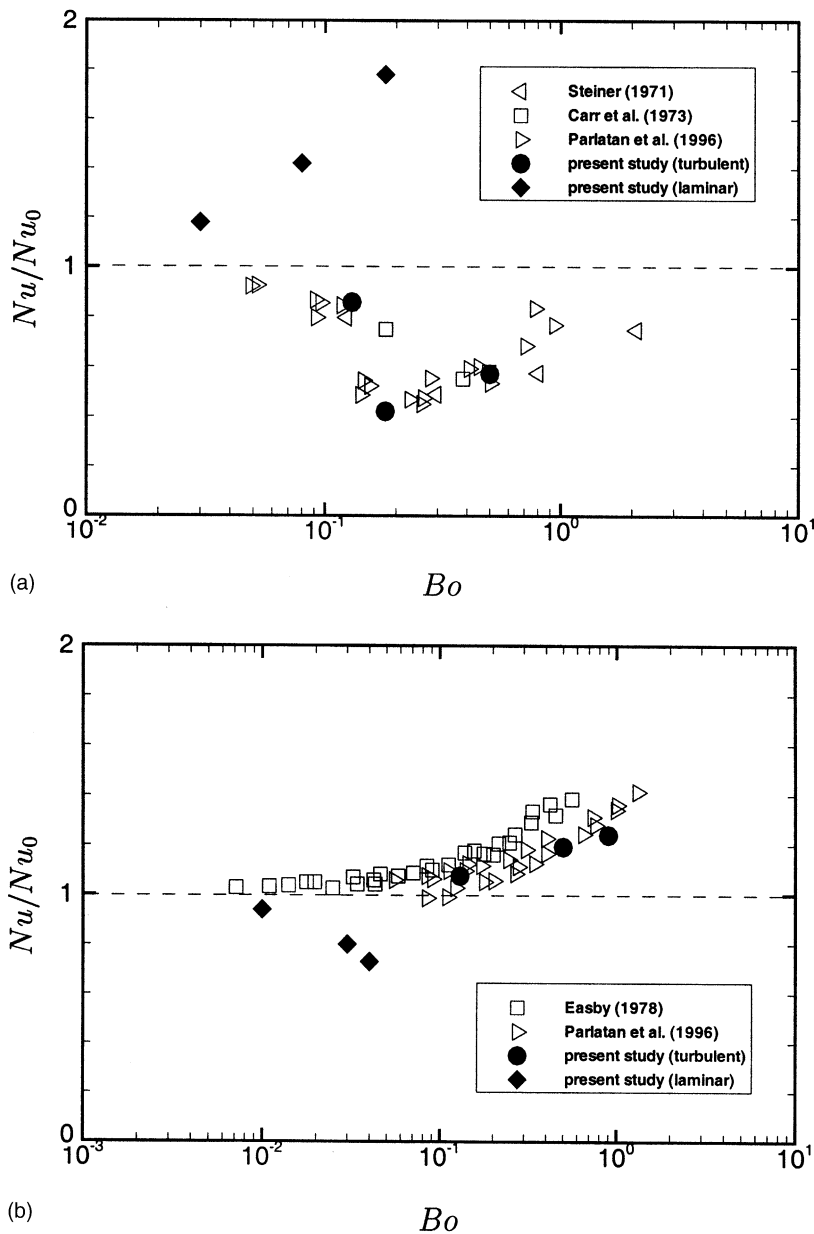 2
Steiner (1971)
Carr et al. (1973)
Parlatan et al. (1996)
present study (turbulent)
present study (laminar)
Nu/Nu₀
1
0
10⁻²
10⁻¹
10⁰
10¹
(a)
Bo
2
Nu/Nu₀
1
Easby (1978)
Parlatan et al. (1996)
present study (turbulent)
present study (laminar)
0
10⁻³
10⁻²
10⁻¹
10⁰
10¹
(b)
Bo